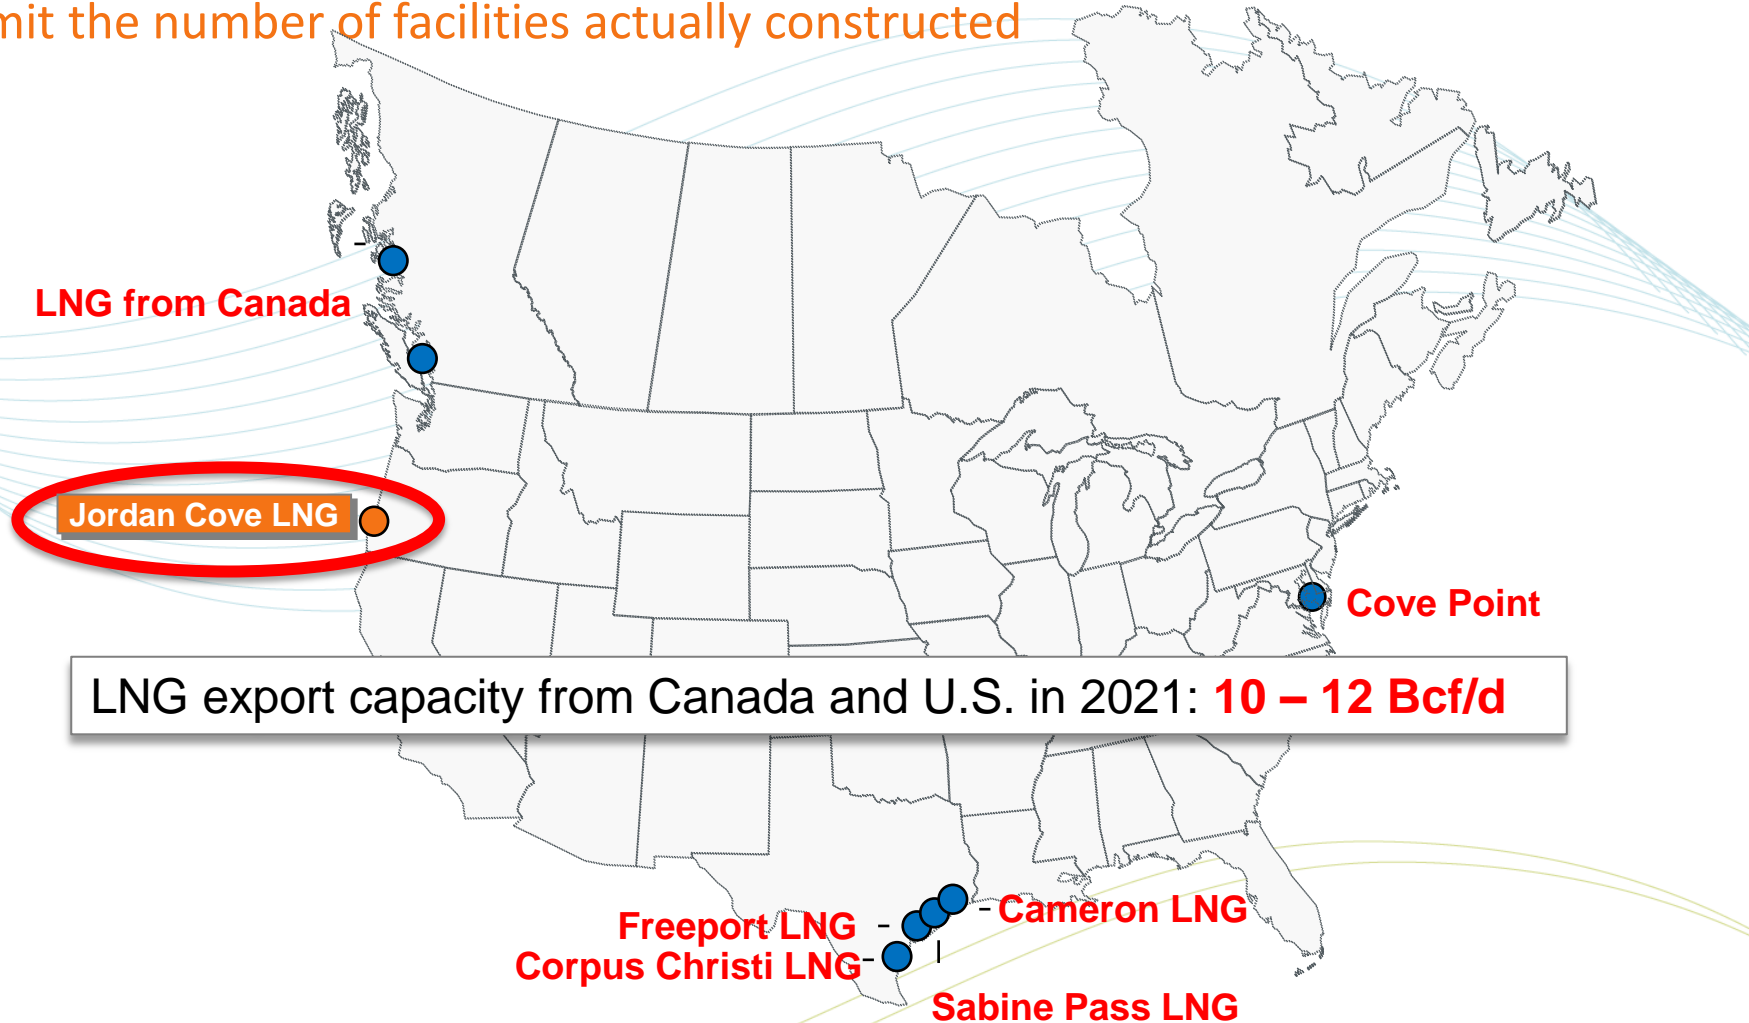 mit the number of facilities actually constructed
LNG from Canada
Jordan Cove LNG
Cove Point
LNG export capacity from Canada and U.S. in 2021: 10 – 12 Bcf/d
Cameron LNG
Freeport LNG
Corpus Christi LNG
Sabine Pass LNG